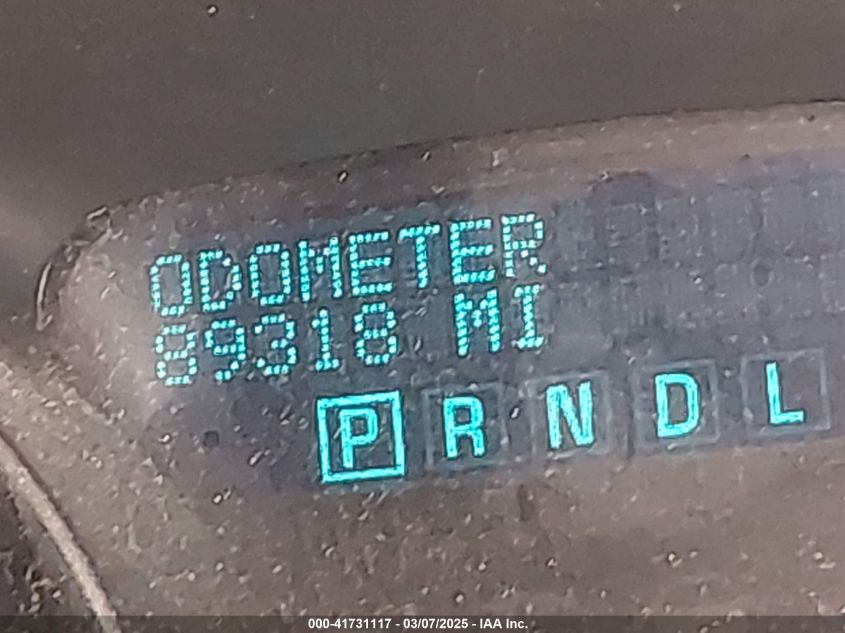 ODOMETER
89318 MI
P R N D L
000-41731117 - 03/07/2025 - IAA Inc.